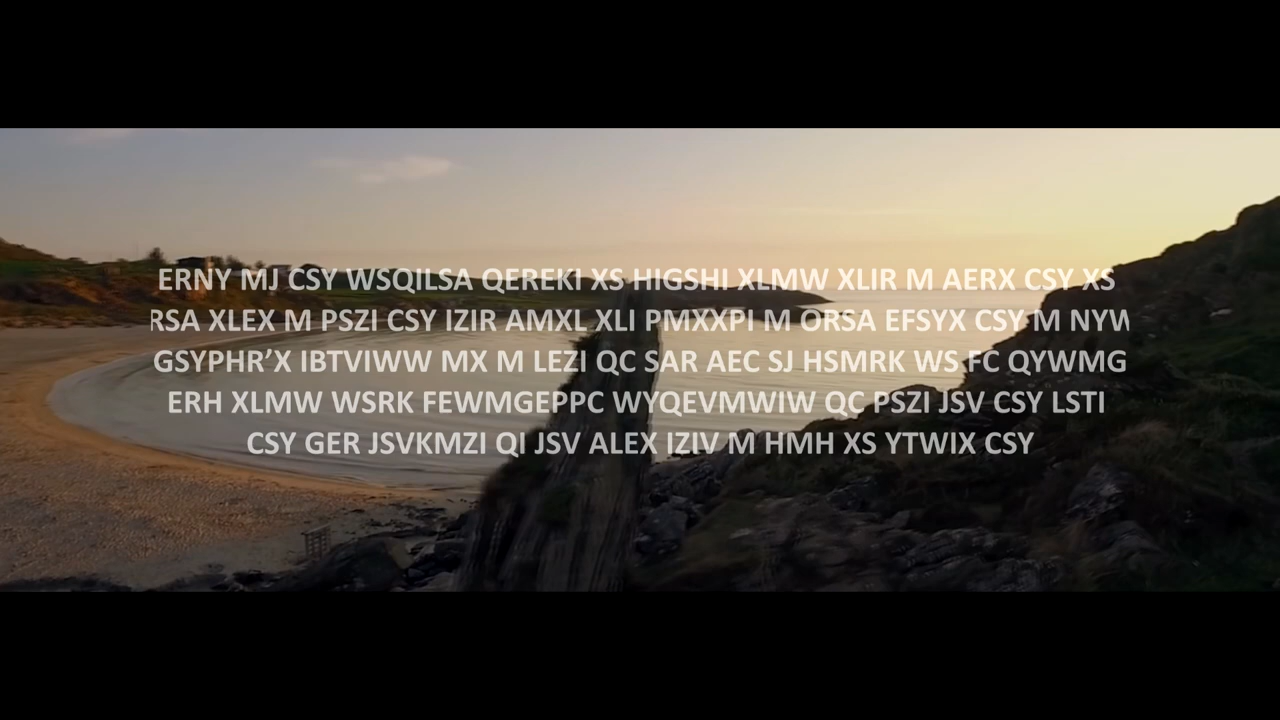 ERNY MJ CSY WSQILSA QEREKI XS HIGSHI XLMW XLIR M AERX CSY XS
RSA XLEX M PSZI CSY IZIR AMXL XLI PMXXPI M ORSA EFSYX CSY M NYW
GSYPHR’X IBTVIWW MX M LEZI QC SAR AEC SJ HSMRK WS FC QYWMG
ERH XLMW WSRK FEWMGEPPC WYQEVMWIW QC PSZI JSV CSY LSTI
CSY GER JSVKMZI QI JSV ALEX IZIV M HMH XS YTWIX CSY